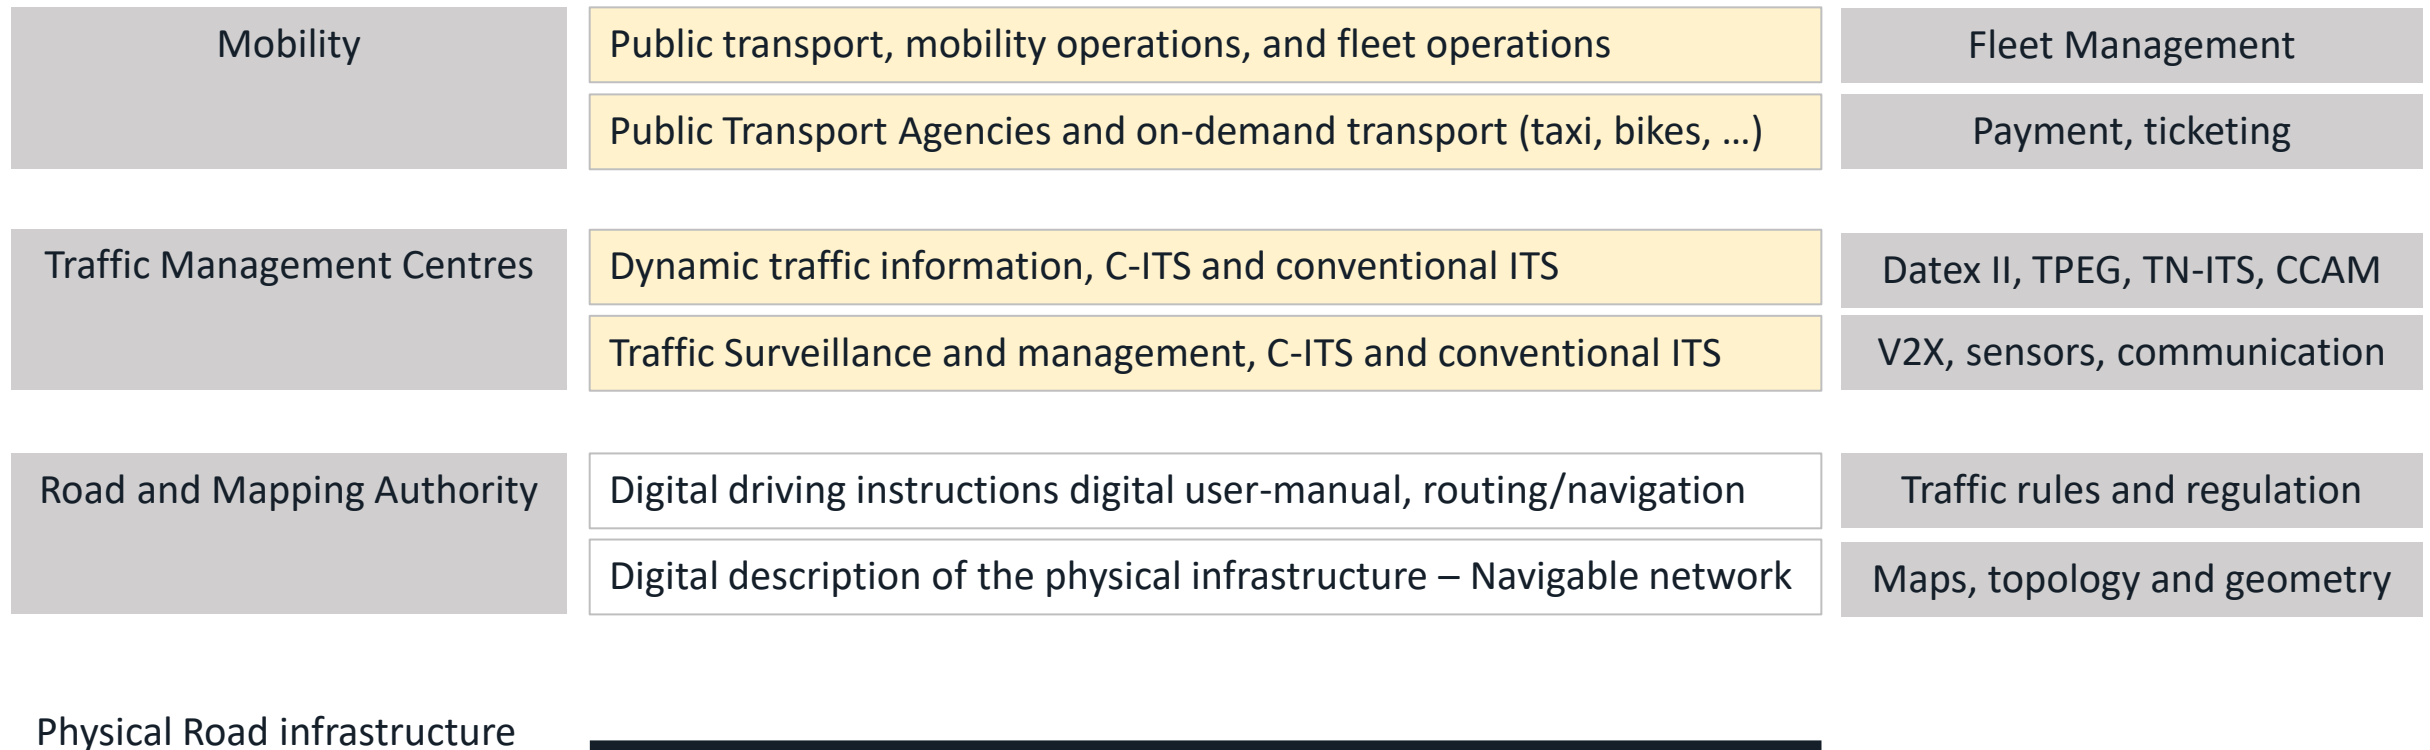 Mobility
Public transport, mobility operations, and fleet operations
Fleet Management
Public Transport Agencies and on-demand transport (taxi, bikes, …)
Payment, ticketing
Traffic Management Centres
Dynamic traffic information, C-ITS and conventional ITS
Datex II, TPEG, TN-ITS, CCAM
Traffic Surveillance and management, C-ITS and conventional ITS
V2X, sensors, communication
Road and Mapping Authority
Digital driving instructions digital user-manual, routing/navigation
Traffic rules and regulation
Digital description of the physical infrastructure – Navigable network
Maps, topology and geometry
Physical Road infrastructure